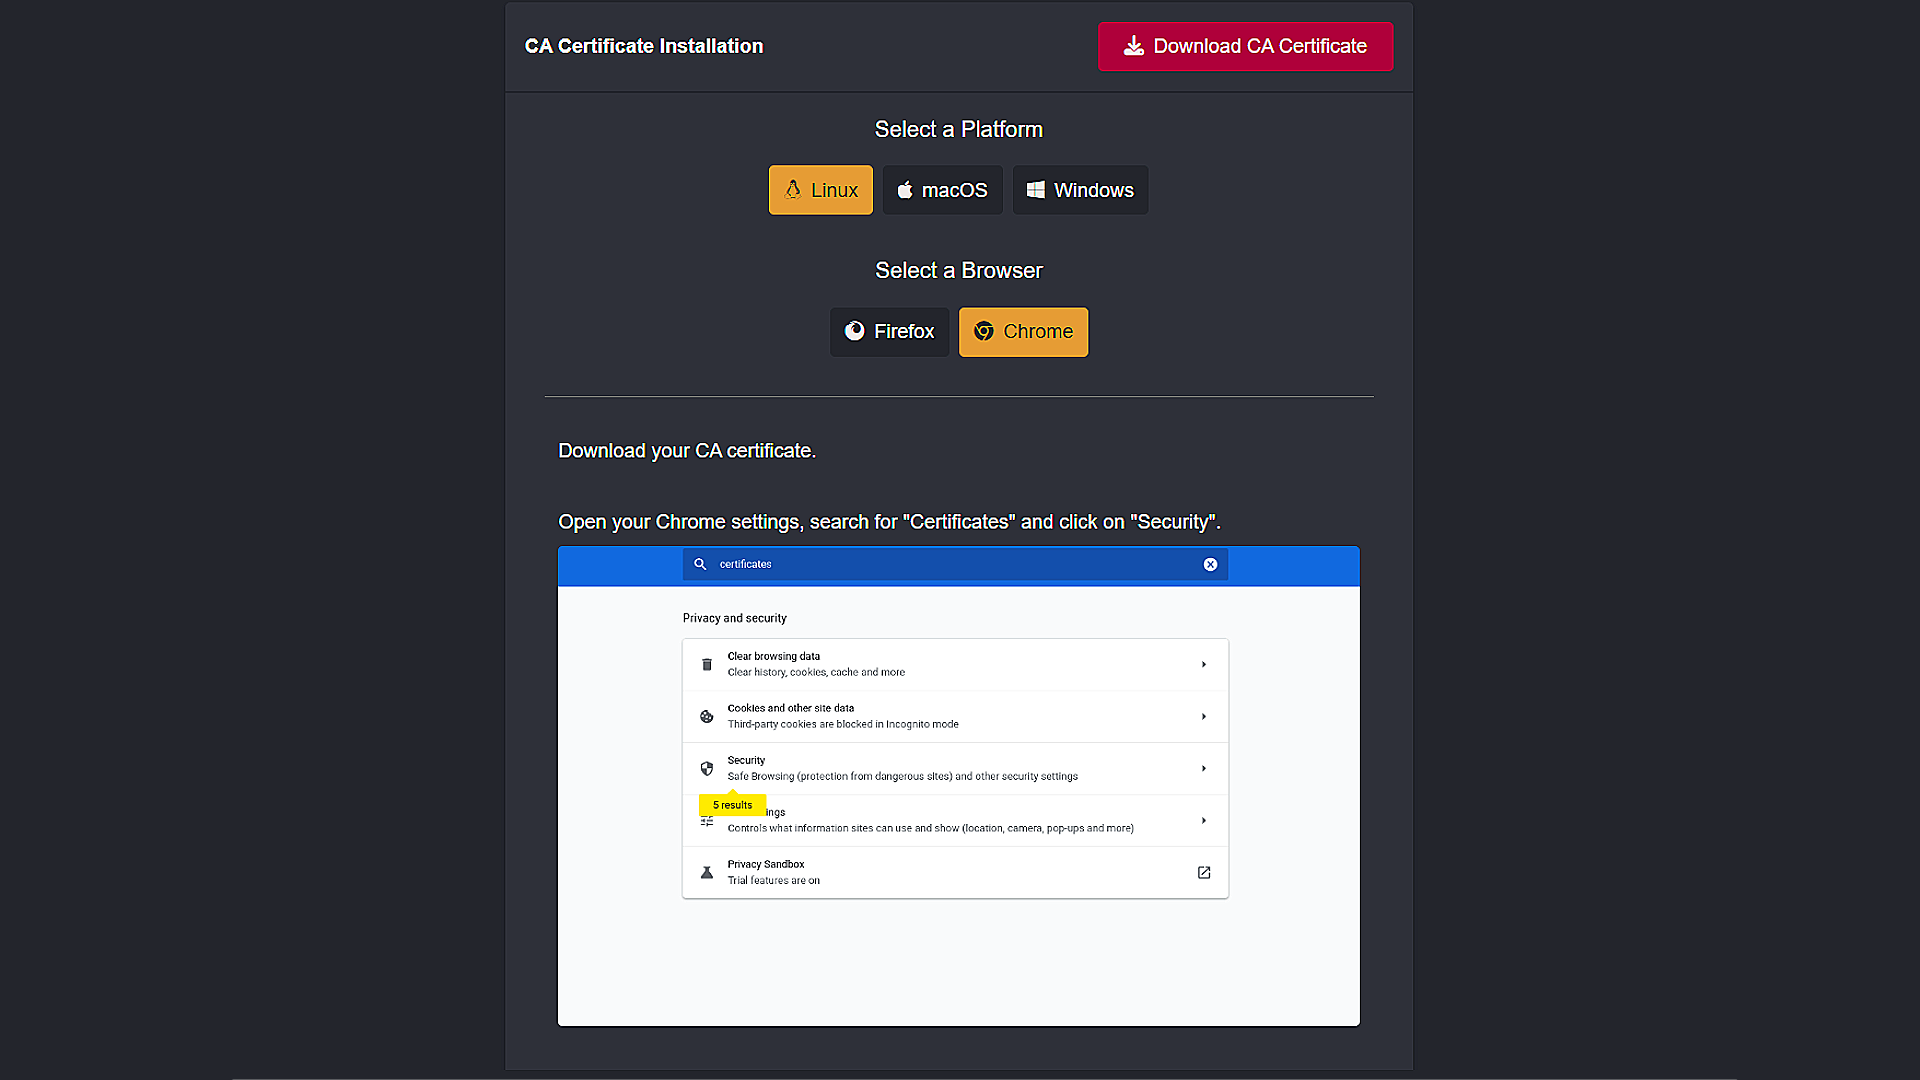 CA Certificate Installation
Download CA Certificate
Select a Platform
Linux
macOS
Windows
Select a Browser
Firefox
Chrome
Download your CA certificate.
Open your Chrome settings, search for "Certificates" and click on "Security".
certificates
Privacy and security
Clear browsing data
Clear history, cookies, cache and more
Cookies and other site data
Third-party cookies are blocked in Incognito mode
Security
Safe Browsing (protection from dangerous sites) and other security settings
5 results
ings
Controls what information sites can use and show (location, camera, pop-ups and more)
Privacy Sandbox
Trial features are on